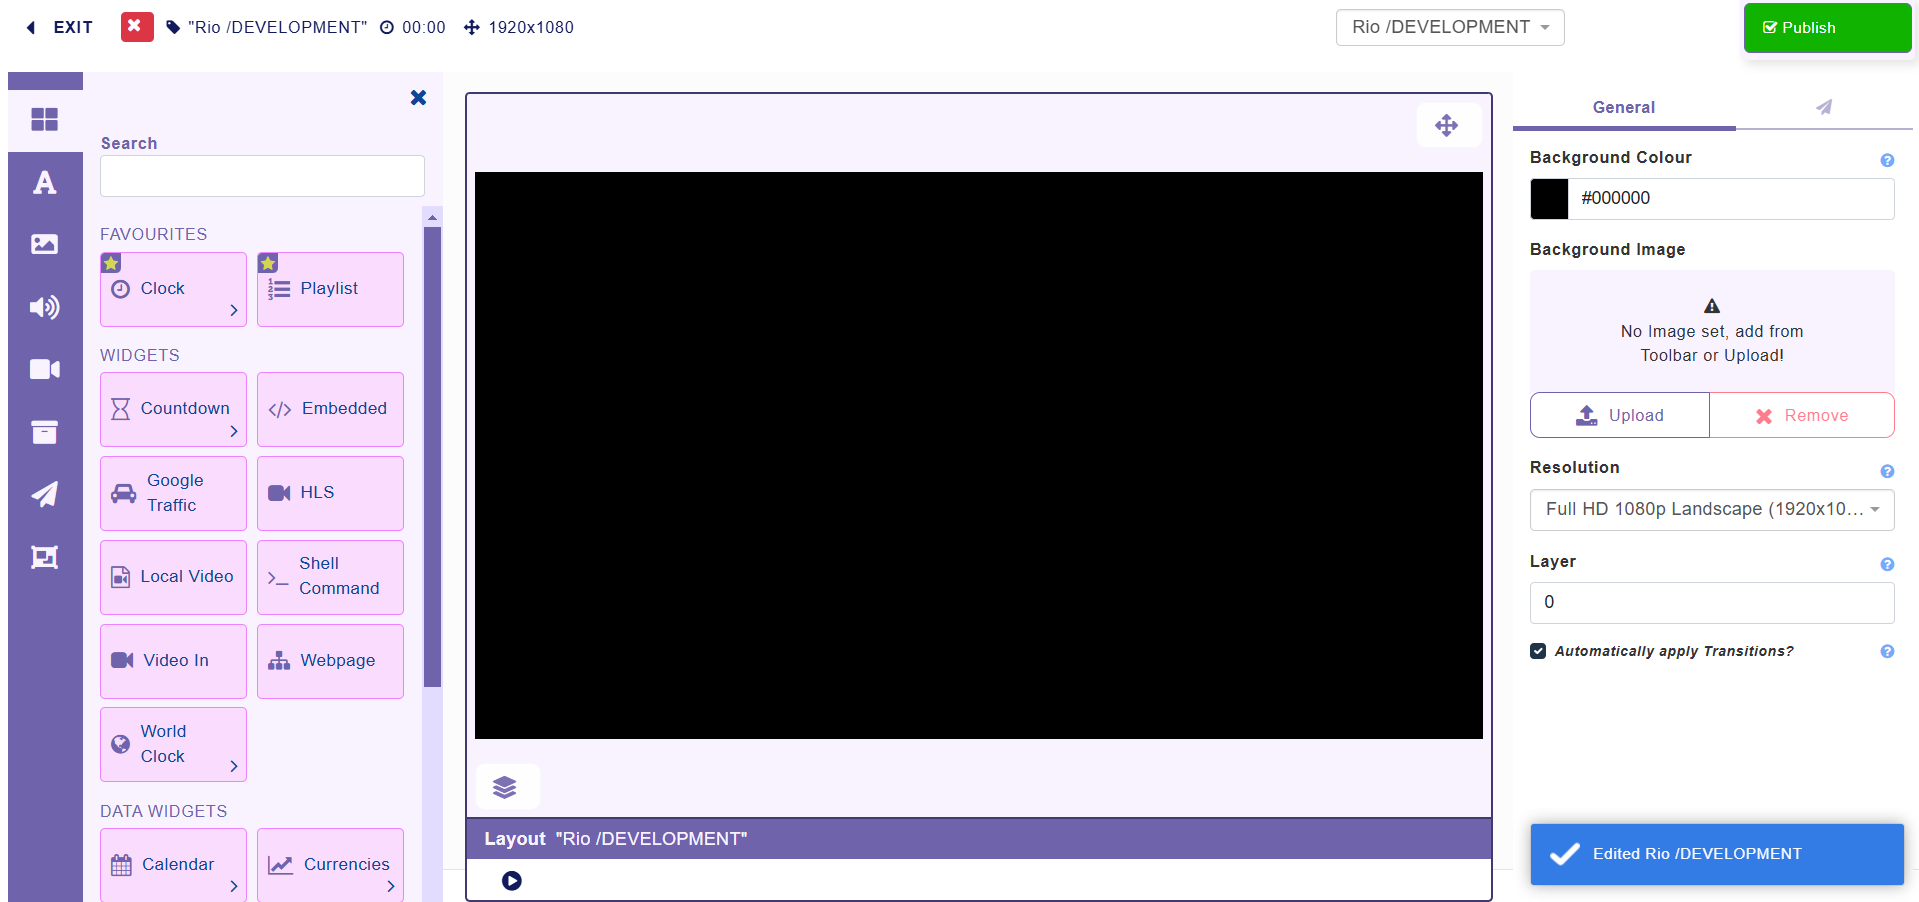 EXIT
"Rio /DEVELOPMENT"
00:00
1920x1080
Rio /DEVELOPMENT
Publish
Search
FAVOURITES
Clock
Playlist
WIDGETS
Countdown
Embedded
Google
Traffic
HLS
Local Video
Shell
Command
Video In
Webpage
World
Clock
DATA WIDGETS
Calendar
Currencies
Layout "Rio /DEVELOPMENT"
General
Background Colour
#000000
Background Image
No Image set, add from
Toolbar or Upload!
Upload
Remove
Resolution
Full HD 1080p Landscape (1920x10...
Layer
0
Automatically apply Transitions?
Edited Rio /DEVELOPMENT